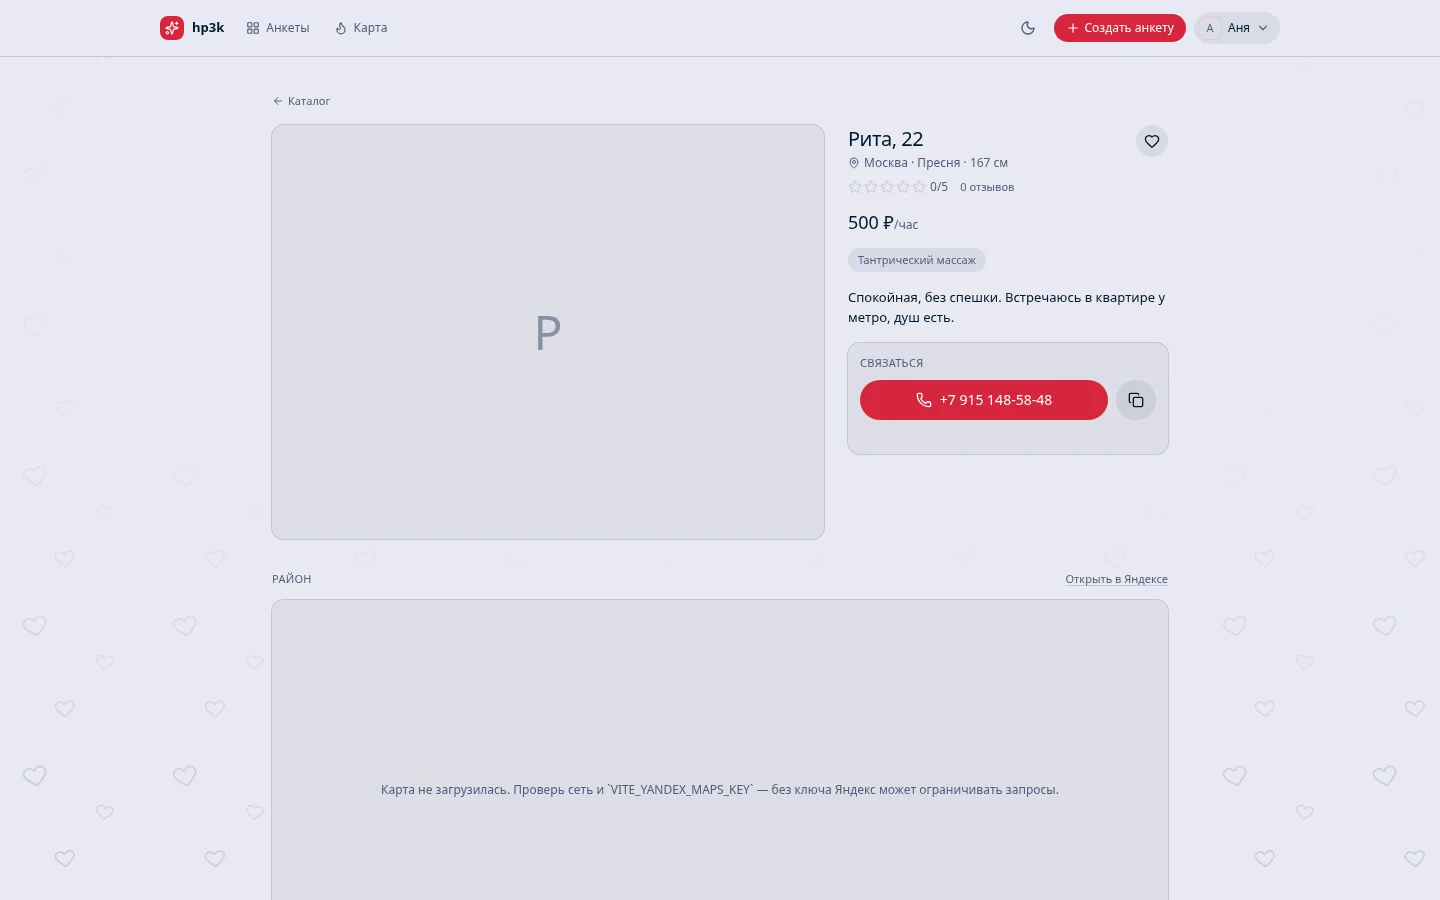 hp3k
Анкеты
Карта
Создать анкету
А
Аня
Каталог
Р
Рита, 22
Москва · Пресня · 167 см
0/5 0 отзывов
500 ₽/час
Тантрический массаж
Спокойная, без спешки. Встречаюсь в квартире у
метро, душ есть.
СВЯЗАТЬСЯ
+7 915 148-58-48
РАЙОН
Открыть в Яндексе
Карта не загрузилась. Проверь сеть и `VITE_YANDEX_MAPS_KEY` — без ключа Яндекс может ограничивать запросы.